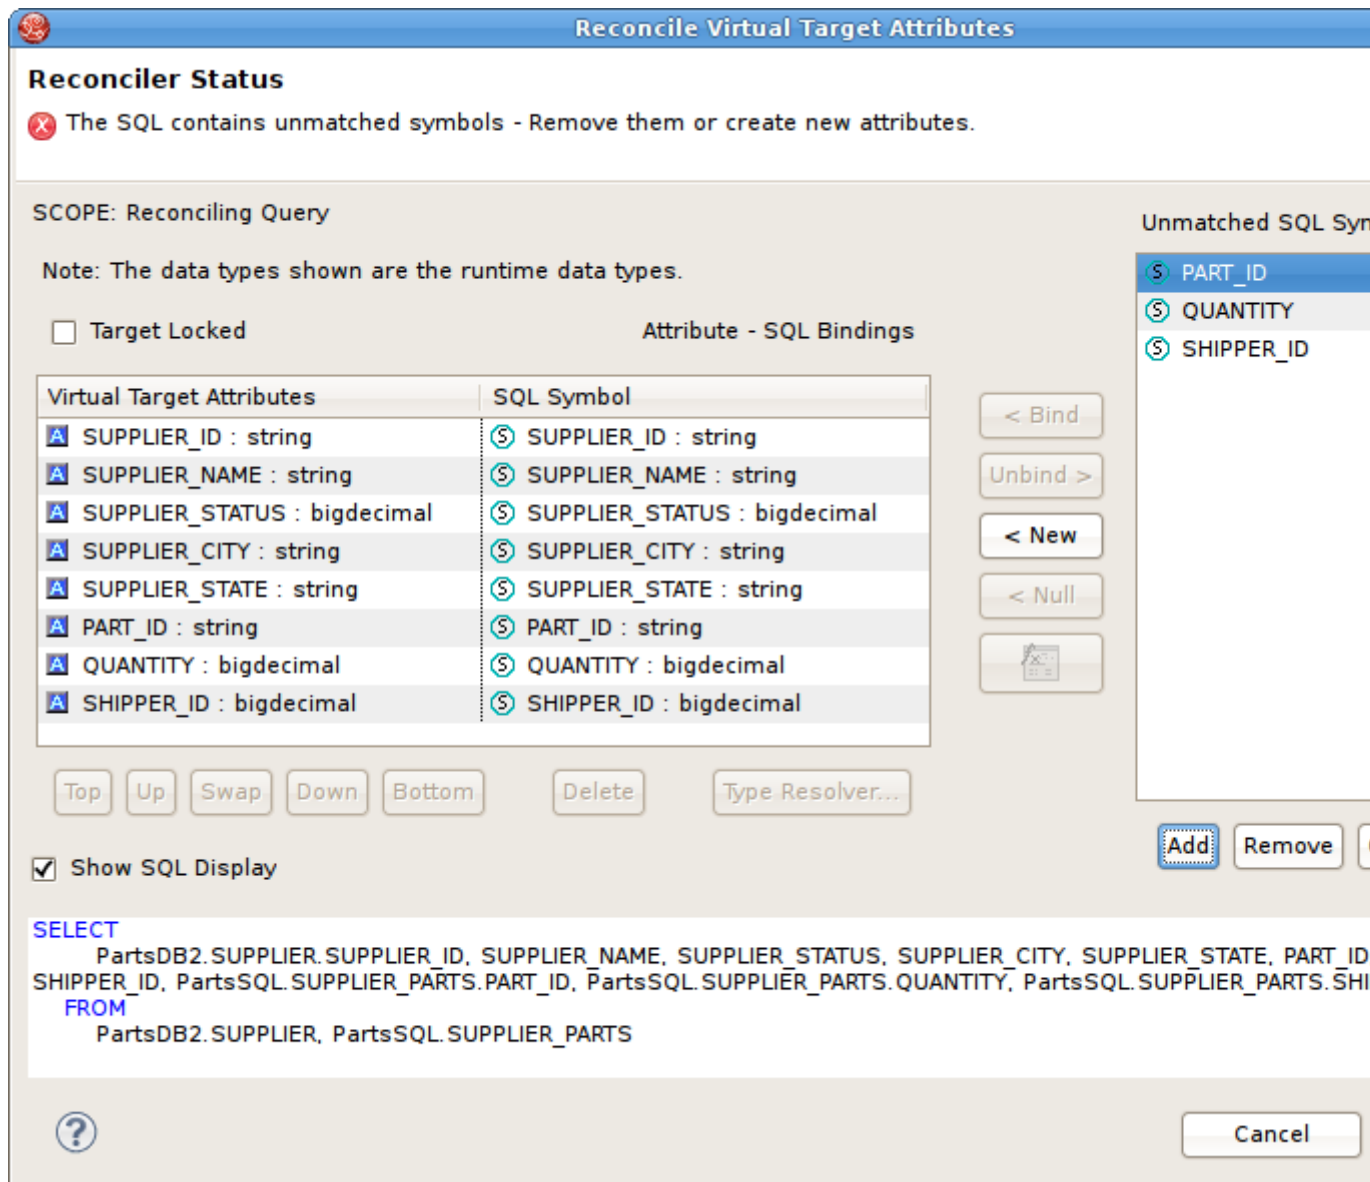 Reconcile Virtual Target Attributes
Reconciler Status
The SQL contains unmatched symbols - Remove them or create new attributes.
SCOPE: Reconciling Query
Unmatched SQL Sym
Note: The data types shown are the runtime data types.
Target Locked
Attribute - SQL Bindings
Virtual Target Attributes SQL Symbol
SUPPLIER_ID : string SUPPLIER_ID : string
SUPPLIER_NAME : string SUPPLIER_NAME : string
SUPPLIER_STATUS : bigdecimal SUPPLIER_STATUS : bigdecimal
SUPPLIER_CITY : string SUPPLIER_CITY : string
SUPPLIER_STATE : string SUPPLIER_STATE : string
PART_ID : string PART_ID : string
QUANTITY : bigdecimal QUANTITY : bigdecimal
SHIPPER_ID : bigdecimal SHIPPER_ID : bigdecimal
< Bind
Unbind >
< New
< Null
PART_ID
QUANTITY
SHIPPER_ID
Top Up Swap Down Bottom Delete Type Resolver...
Add Remove
Show SQL Display
SELECT
PartsDB2.SUPPLIER.SUPPLIER_ID, SUPPLIER_NAME, SUPPLIER_STATUS, SUPPLIER_CITY, SUPPLIER_STATE, PART_ID
SHIPPER_ID, PartsSQL.SUPPLIER_PARTS.PART_ID, PartsSQL.SUPPLIER_PARTS.QUANTITY, PartsSQL.SUPPLIER_PARTS.SHI
FROM
PartsDB2.SUPPLIER, PartsSQL.SUPPLIER_PARTS
Cancel